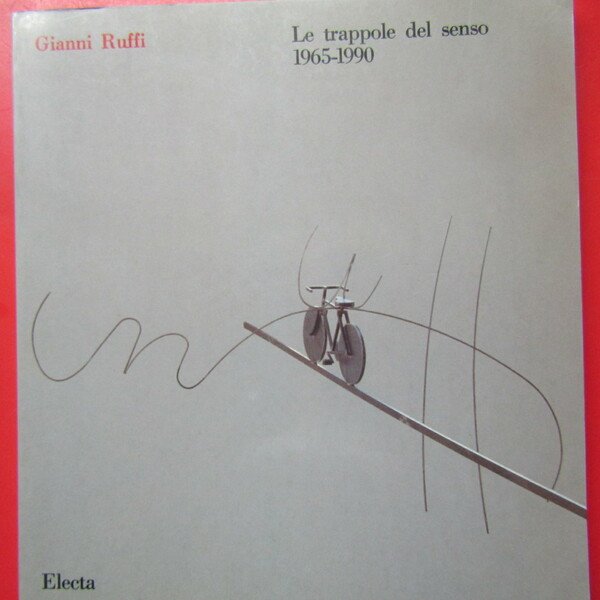 Gianni Ruffi
Le trappole del senso
1965-1990
Electa